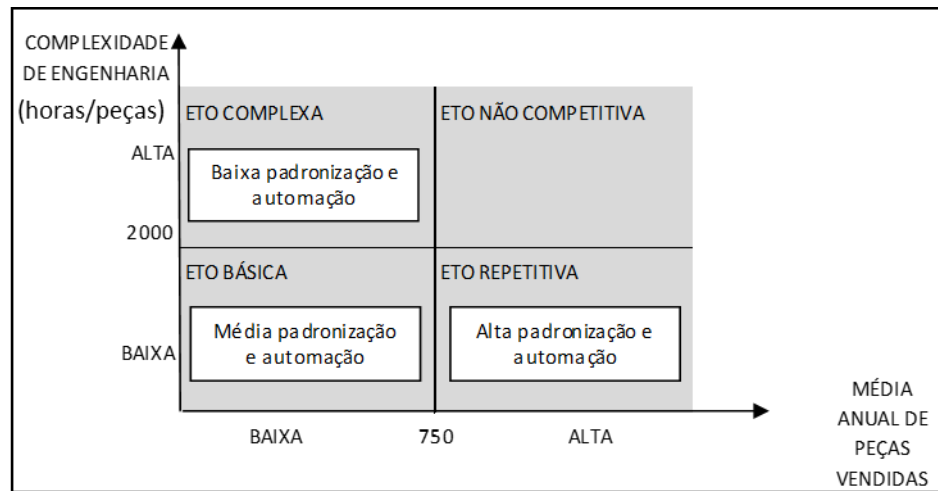 COMPLEXIDADE
DE ENGENHARIA
(horas/peças)
ALTA
2000
BAIXA
ETO COMPLEXA
Baixa padronização e
automação
ETO NÃO COMPETITIVA
ETO BÁSICA
Média padronização
e automação
ETO REPETITIVA
Alta padronização e
automação
BAIXA
750
ALTA
MÉDIA
ANUAL DE
PEÇAS
VENDIDAS